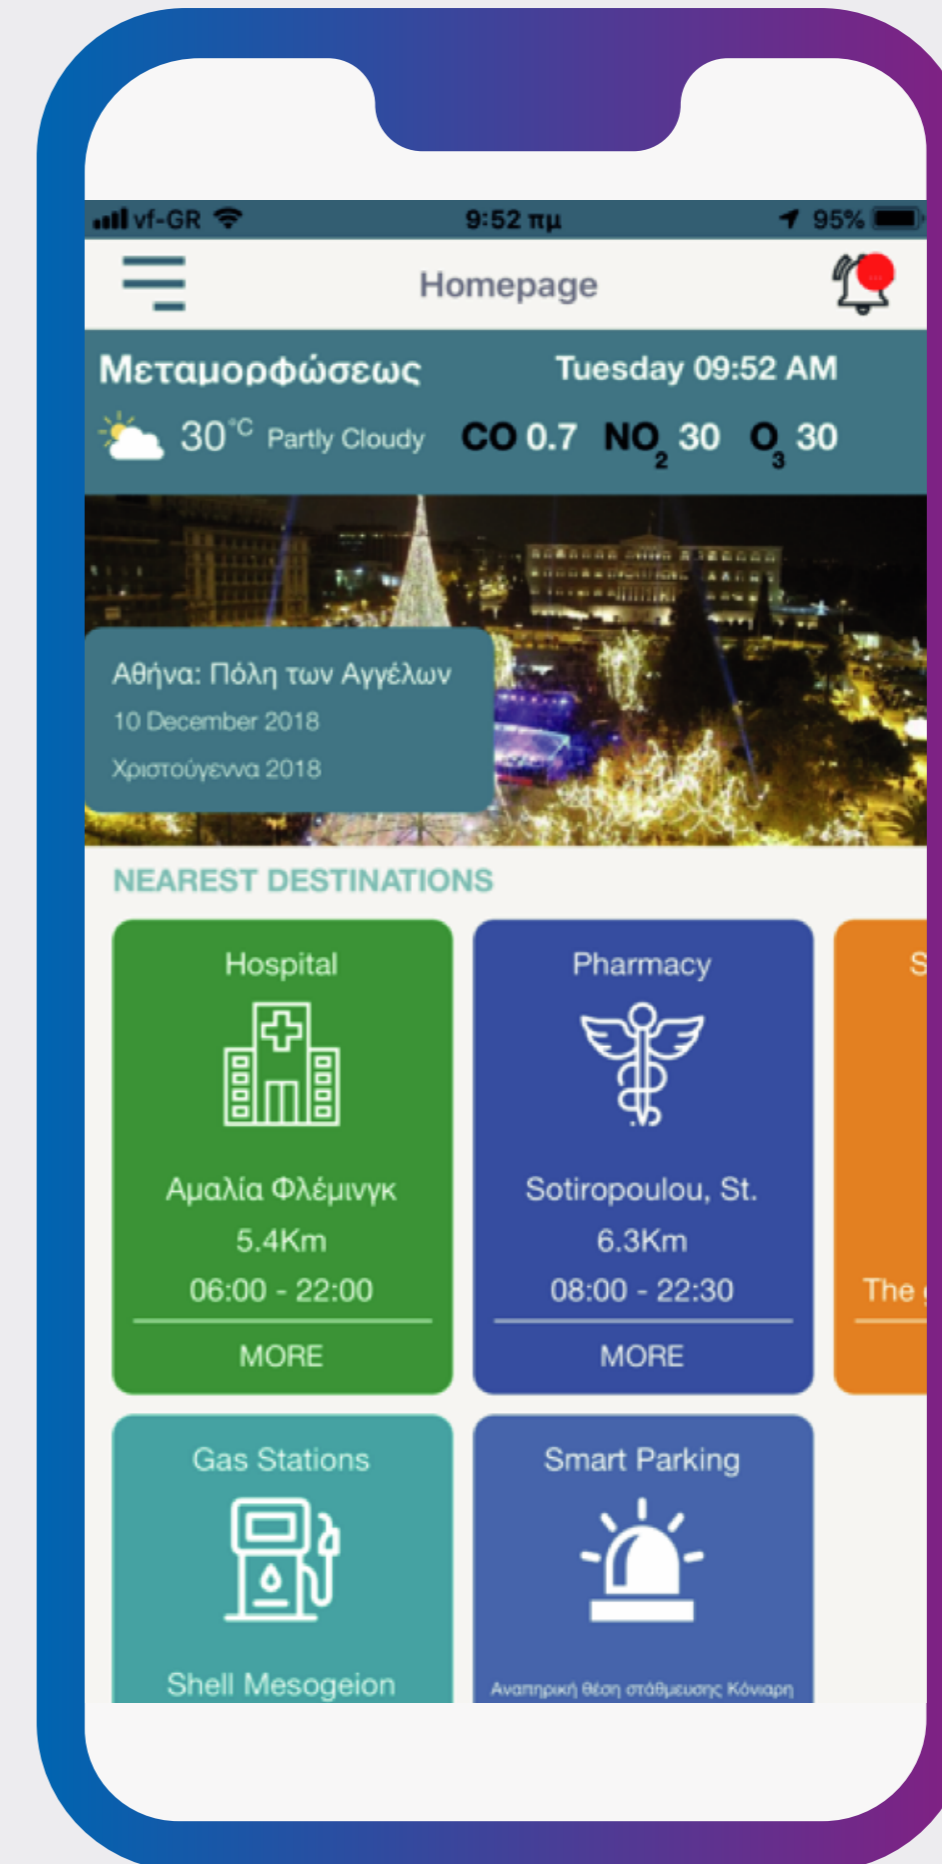 vf-GR 9:52 πμ 95%
Homepage
Μεταμορφώσεως Tuesday 09:52 AM
30°C Partly Cloudy CO 0.7 NO2 30 O3 30
Αθήνα: Πόλη των Αγγέλων
10 December 2018
Χριστούγεννα 2018
NEAREST DESTINATIONS
Hospital
Αμαλία Φλέμινγκ
5.4Km
06:00 - 22:00
MORE
Pharmacy
Sotiropoulou, St.
6.3Km
08:00 - 22:30
MORE
S
The
Gas Stations
Shell Mesogeion
Smart Parking
Αναπηρική θέση στάθμευσης Κόνιαρη